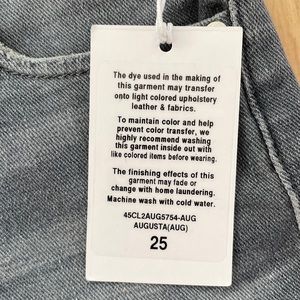 The dye used in the making of
this garment may transfer
onto light colored upholstery
leather & fabrics.
To maintain color and help
prevent color transfer, we
highly recommend washing
this garment inside out with
like colored items before wearing.
The finishing effects of this
garment may fade or
change with home laundering.
Machine wash with cold water.
45CL2AUG5754-AUG
AUGUSTA(AUG)
25